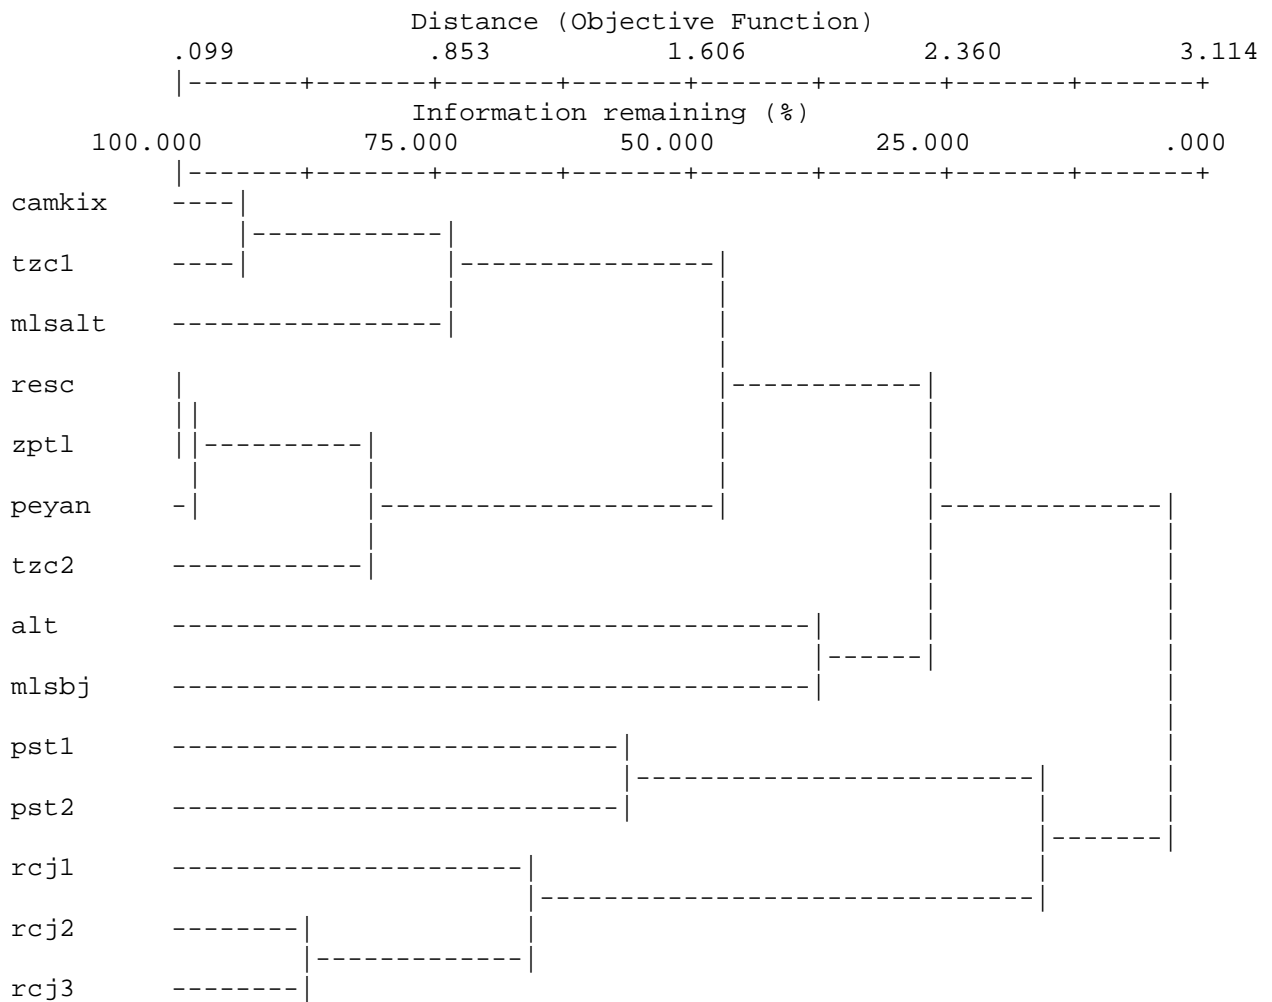 Distance (Objective Function)
.099 .853 1.606 2.360 3.114
Information remaining (%)
100.000 75.000 50.000 25.000 .000
camkix
tzc1
mlsalt
resc
zptl
peyan
tzc2
alt
mlsbj
pst1
pst2
rcj1
rcj2
rcj3